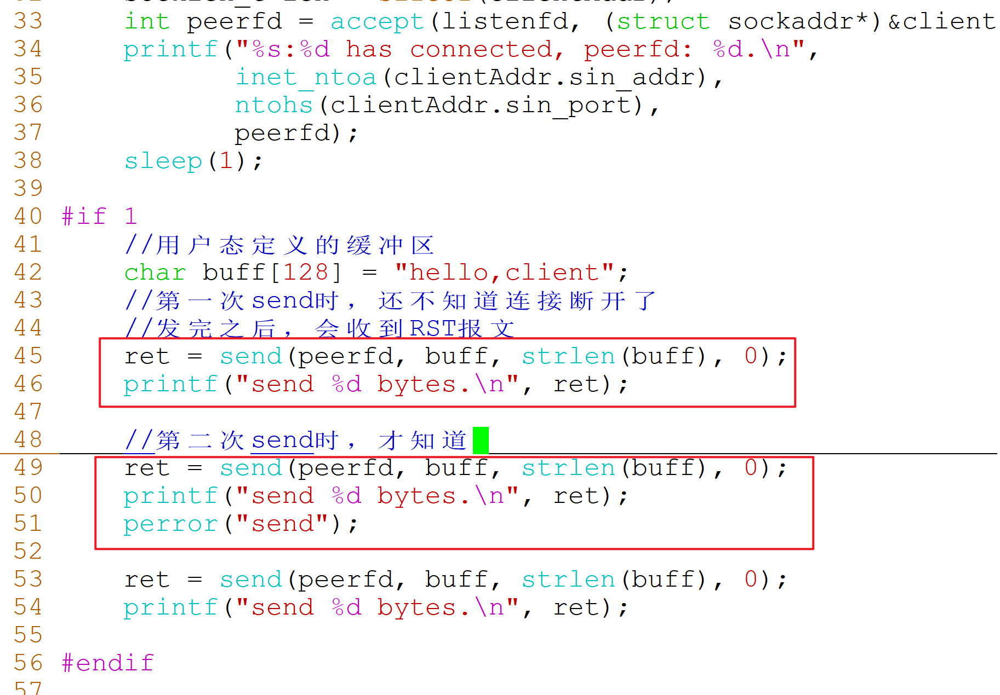 33 int peerfd = accept(listenfd, (struct sockaddr*)&client
34 printf("%s:%d has connected, peerfd: %d.\n",
35 inet_ntoa(clientAddr.sin_addr),
36 ntohs(clientAddr.sin_port),
37 peerfd);
38 sleep(1);
39
40 #if 1
41 //用户态定义的缓冲区
42 char buff[128] = "hello,client";
43 //第一次send时，还不知道连接断开了
44 //发完之后，会收到RST报文
45 ret = send(peerfd, buff, strlen(buff), 0);
46 printf("send %d bytes.\n", ret);
47
48 //第二次send时，才知道
49 ret = send(peerfd, buff, strlen(buff), 0);
50 printf("send %d bytes.\n", ret);
51 perror("send");
52
53 ret = send(peerfd, buff, strlen(buff), 0);
54 printf("send %d bytes.\n", ret);
55
56 #endif
57